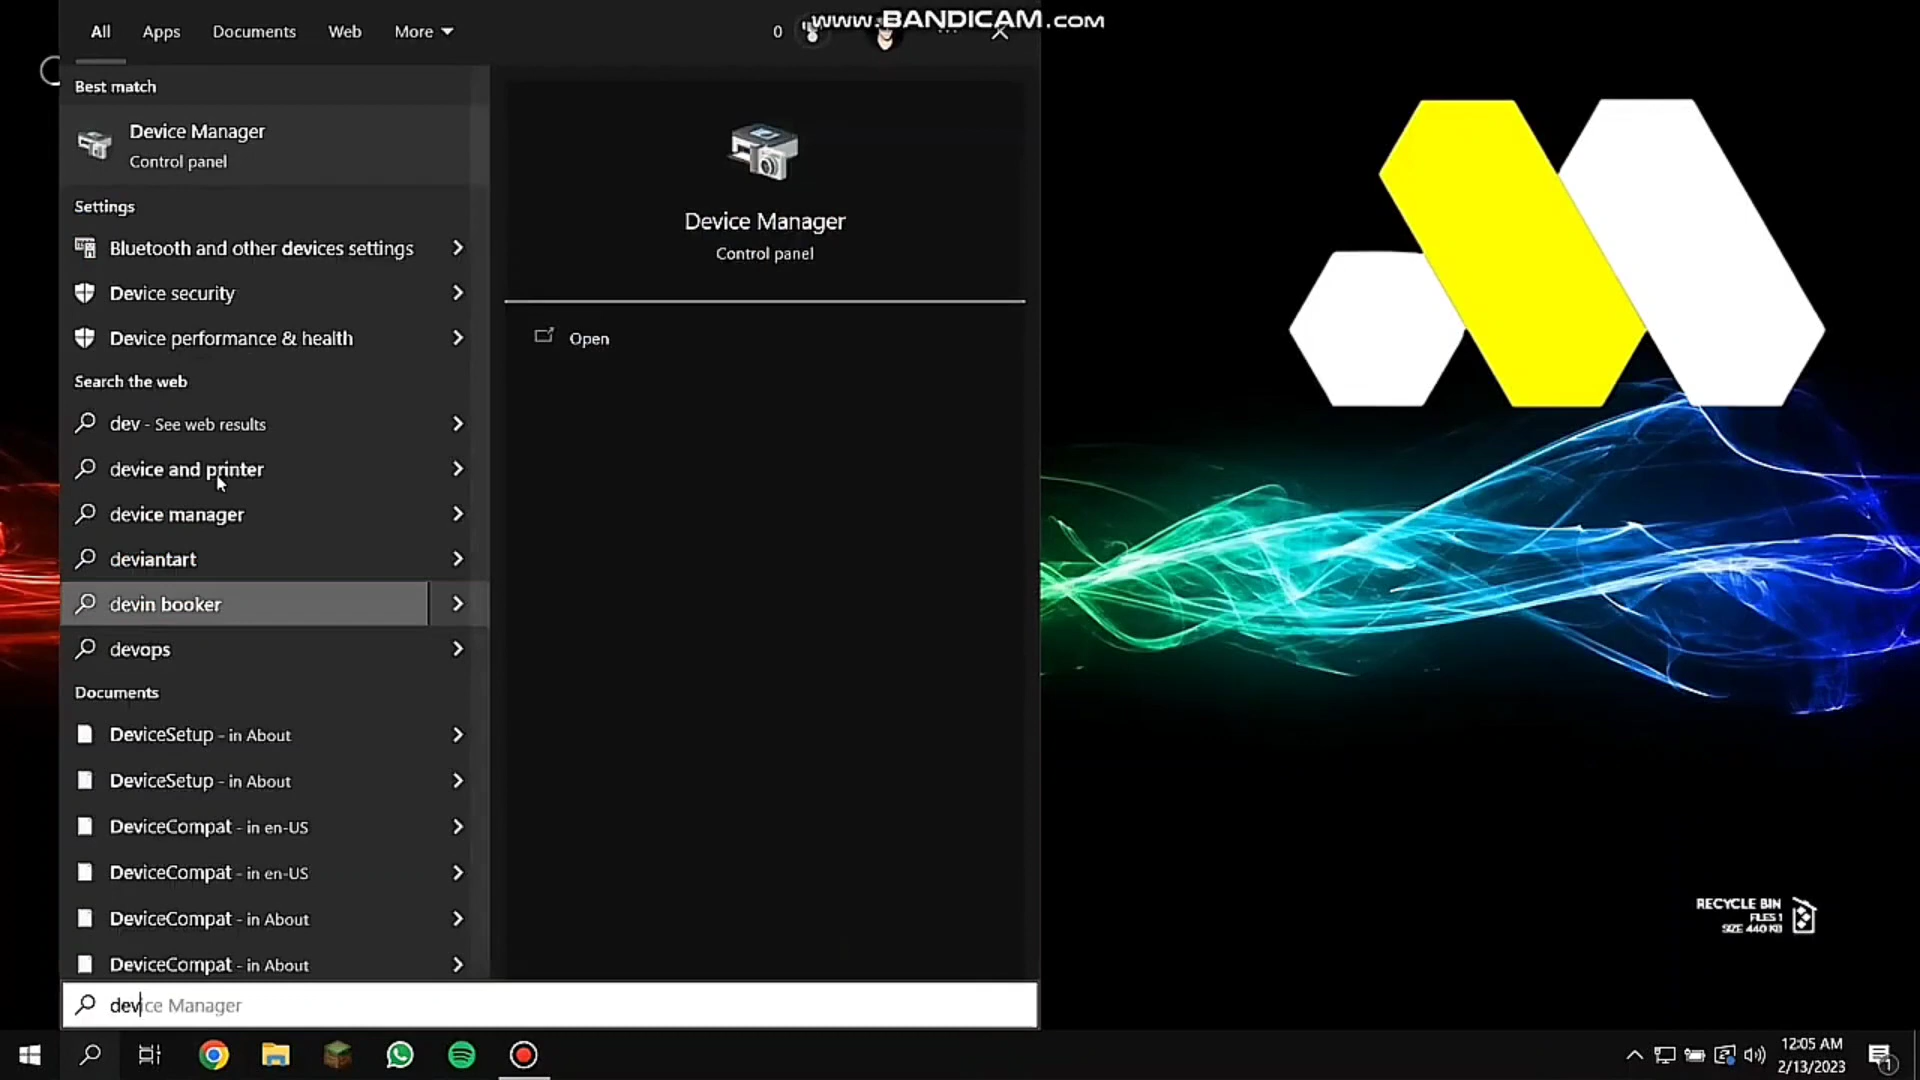 www.BANDICAM.com
All Apps Documents Web More 0
Best match
Device Manager
Control panel
Settings
Bluetooth and other devices settings
Device security
Device performance & health
Search the web
dev - See web results
device and printer
device manager
deviantart
devin booker
devops
Documents
DeviceSetup - in About
DeviceSetup - in About
DeviceCompat - in en-US
DeviceCompat - in en-US
DeviceCompat - in About
DeviceCompat - in About
device Manager
Device Manager
Control panel
Open
RECYCLE BIN
FILES 1
SIZE 440 KB
12:05 AM
2/13/2023
1